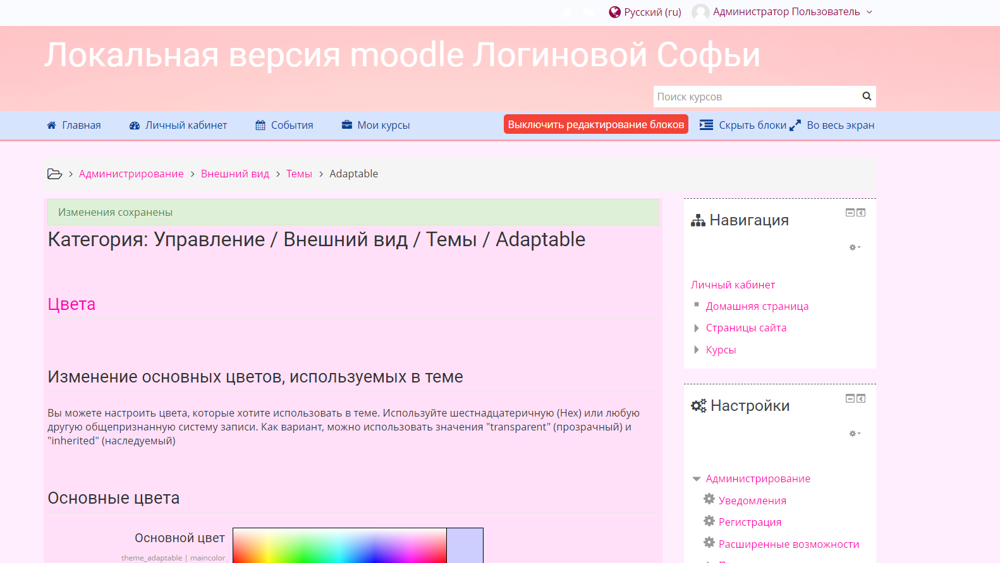 Русский (ru) Администратор Пользователь
Локальная версия moodle Логиновой Софьи
Поиск курсов
Главная Личный кабинет События Мои курсы Выключить редактирование блоков Скрыть блоки Во весь экран
Администрирование Внешний вид Темы Adaptable
Изменения сохранены
Категория: Управление / Внешний вид / Темы / Adaptable
Цвета
Изменение основных цветов, используемых в теме
Вы можете настроить цвета, которые хотите использовать в теме. Используйте шестнадцатеричную (Hex) или любую
другую общепризнанную систему записи. Как вариант, можно использовать значения "transparent" (прозрачный) и
"inherited" (наследуемый)
Основные цвета
Основной цвет
theme_adaptable | maincolor
Навигация
Личный кабинет
Домашняя страница
Страницы сайта
Курсы
Настройки
Администрирование
Уведомления
Регистрация
Расширенные возможности